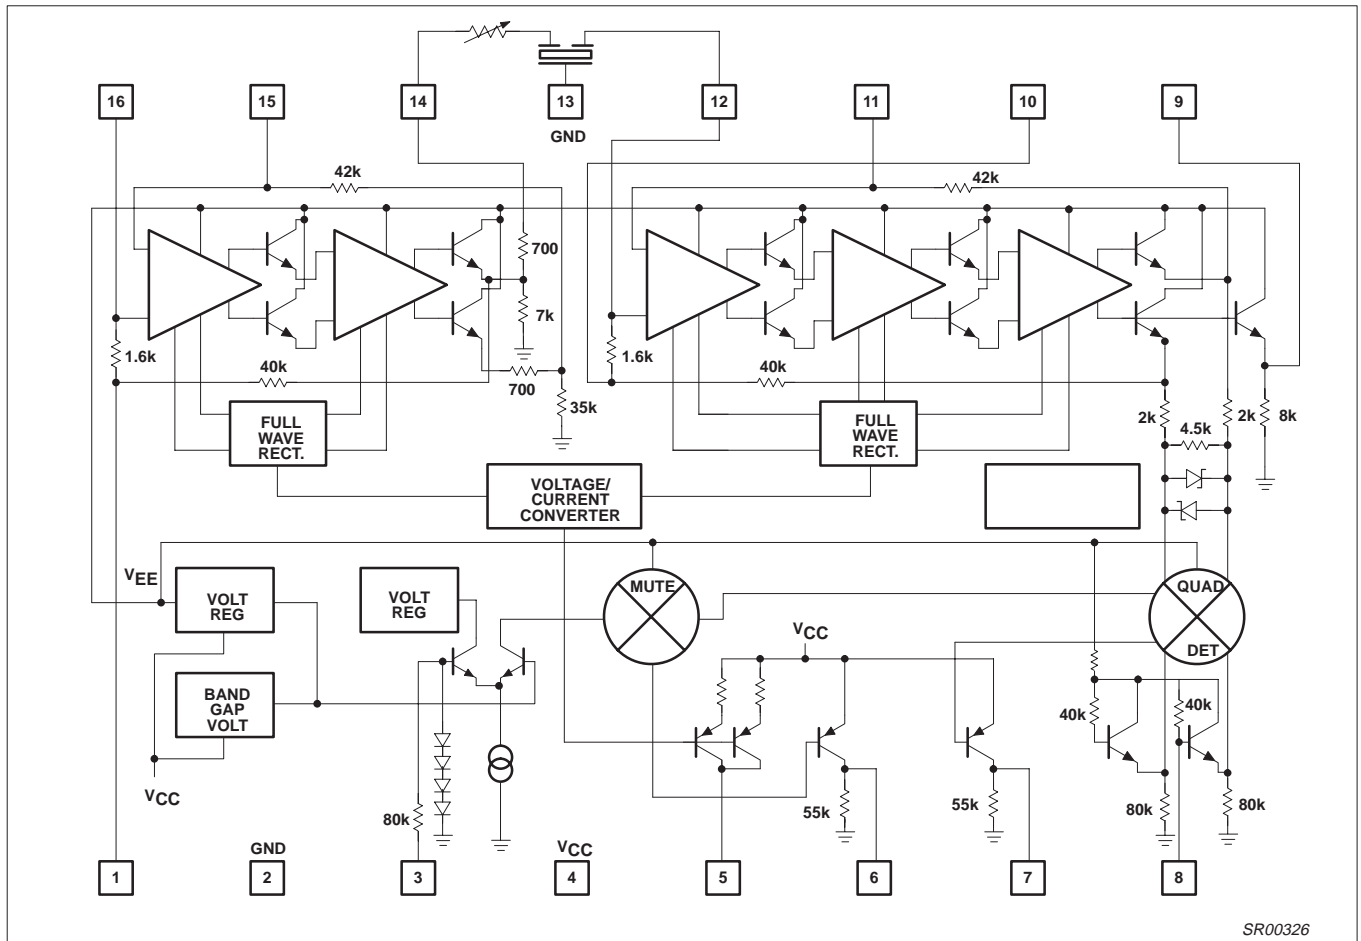 16
15
14
13
12
11
10
9
GND
42k
42k
700
7k
1.6k
40k
700
35k
1.6k
40k
2k
2k
8k
4.5k
FULL
WAVE
RECT.
FULL
WAVE
RECT.
VOLTAGE/
CURRENT
CONVERTER
VEE
VOLT
REG
VOLT
REG
MUTE
QUAD
DET
VCC
BAND
GAP
VOLT
VCC
40k
40k
80k
55k
55k
80k
80k
GND
VCC
1
2
3
4
5
6
7
8
SR00326